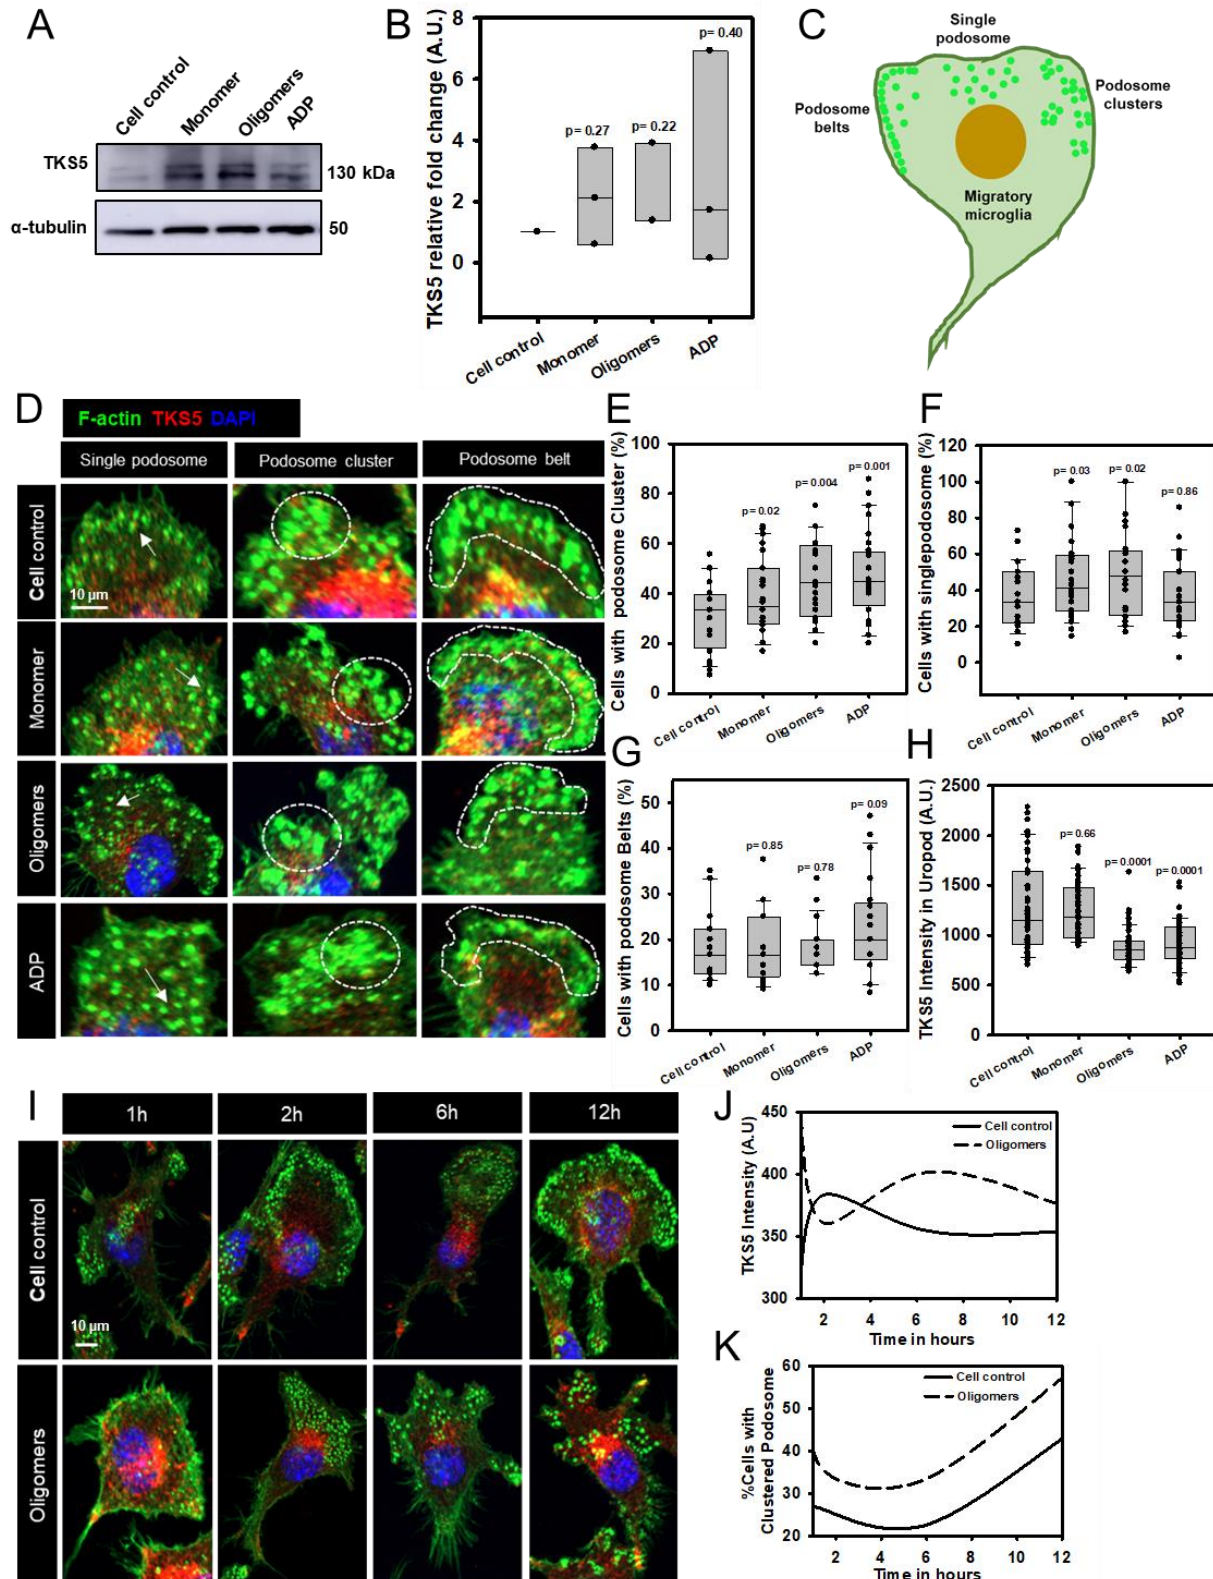 A
Cell control
Monomer
Oligomers
ADP
TKS5
130 kDa
α-tubulin
50
B
TKS5 relative fold change (A.U.)
8
6
4
2
0
p= 0.27
p= 0.22
p= 0.40
Cell control
Monomer
Oligomers
ADP
C
Single
podosome
Podosome
belts
Podosome
clusters
Migratory
microglia
D
F-actin TKS5 DAPI
Single podosome
Podosome cluster
Podosome belt
Cell control
10 µm
Monomer
Oligomers
ADP
E
Cells with podosome Cluster (%)
100
80
60
40
20
0
p= 0.02
p= 0.004
p= 0.001
Cell control
Monomer
Oligomers
ADP
F
Cells with singlepodosome (%)
120
100
80
60
40
20
0
p= 0.03
p= 0.02
p= 0.86
Cell control
Monomer
Oligomers
ADP
G
Cells with podosome Belts (%)
50
40
30
20
10
0
p= 0.85
p= 0.78
p= 0.09
Cell control
Monomer
Oligomers
ADP
H
TKS5 Intensity in Uropod (A.U.)
2500
2000
1500
1000
500
0
p= 0.66
p= 0.0001
p= 0.0001
Cell control
Monomer
Oligomers
ADP
I
1h
2h
6h
12h
Cell control
10 µm
Oligomers
J
TKS5 Intensity (A.U)
450
400
350
300
Cell control
Oligomers
2 4 6 8 10 12
Time in hours
K
%Cells with
Clustered Podosome
60
50
40
30
20
Cell control
Oligomers
2 4 6 8 10 12
Time in hours